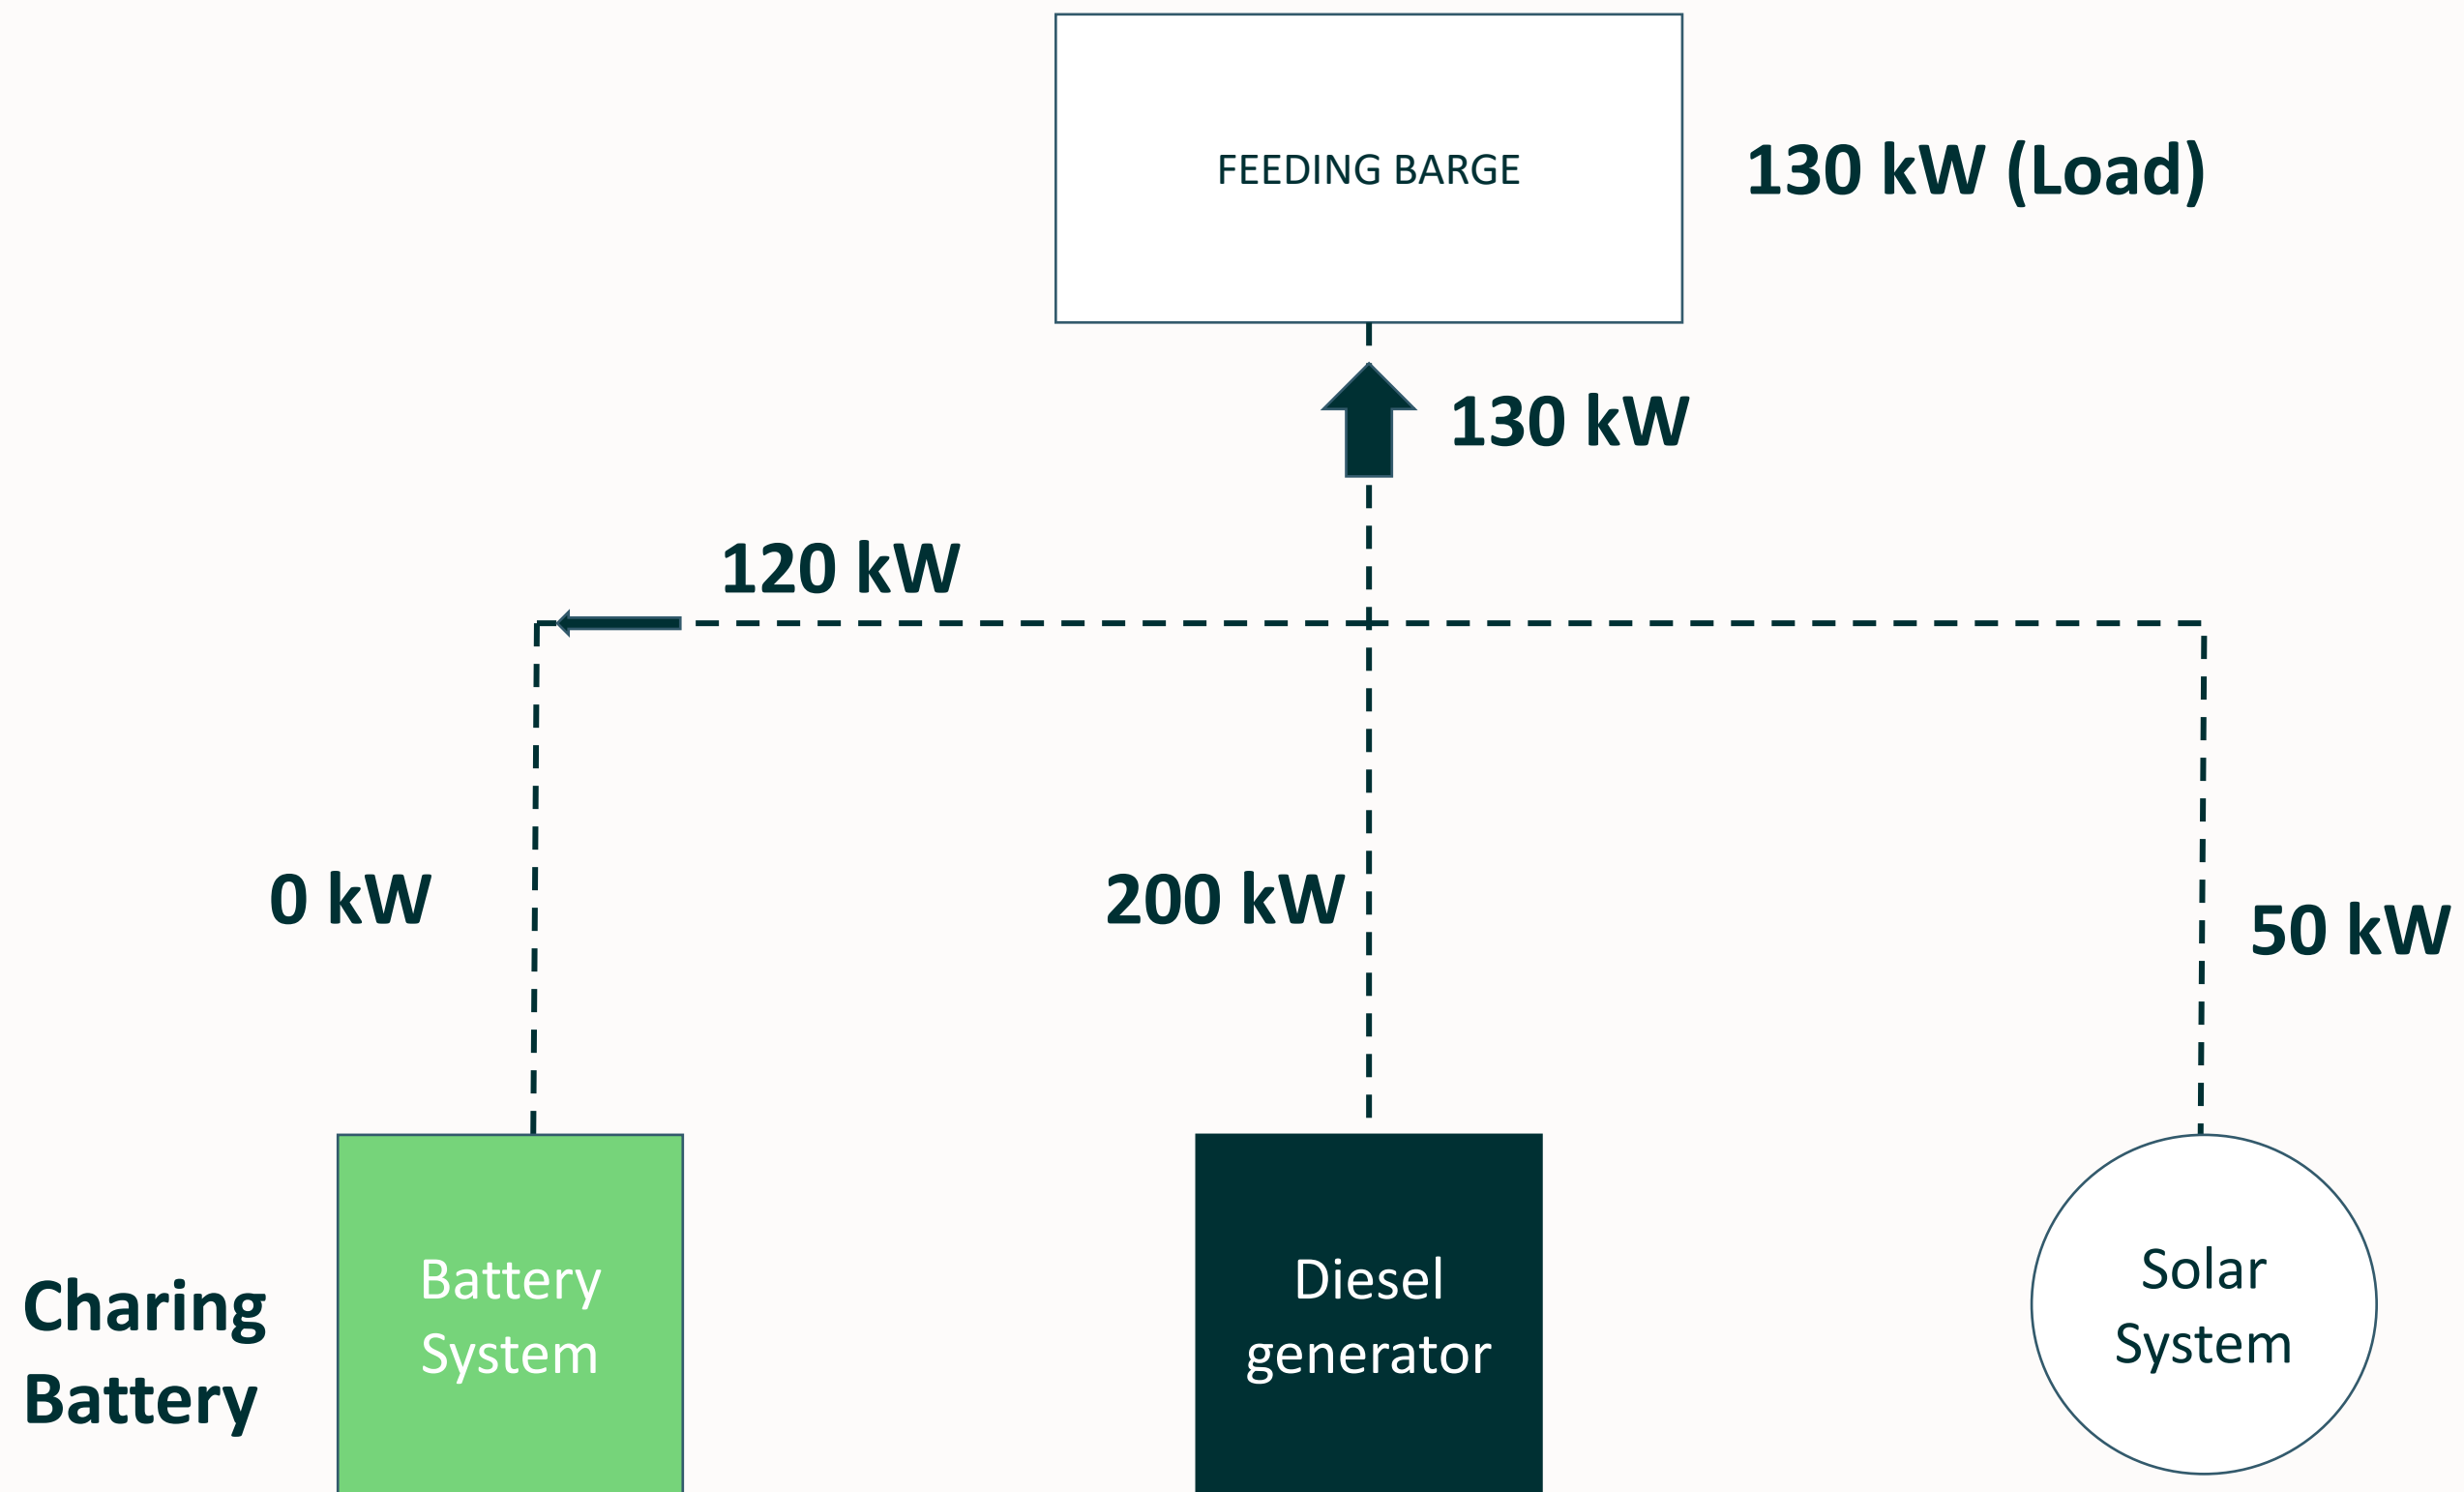 FEEDING BARGE
130 kW (Load)
130 kW
120 kW
0 kW
200 kW
50 kW
Charing
Battery
Battery
System
Diesel
generator
Solar
System